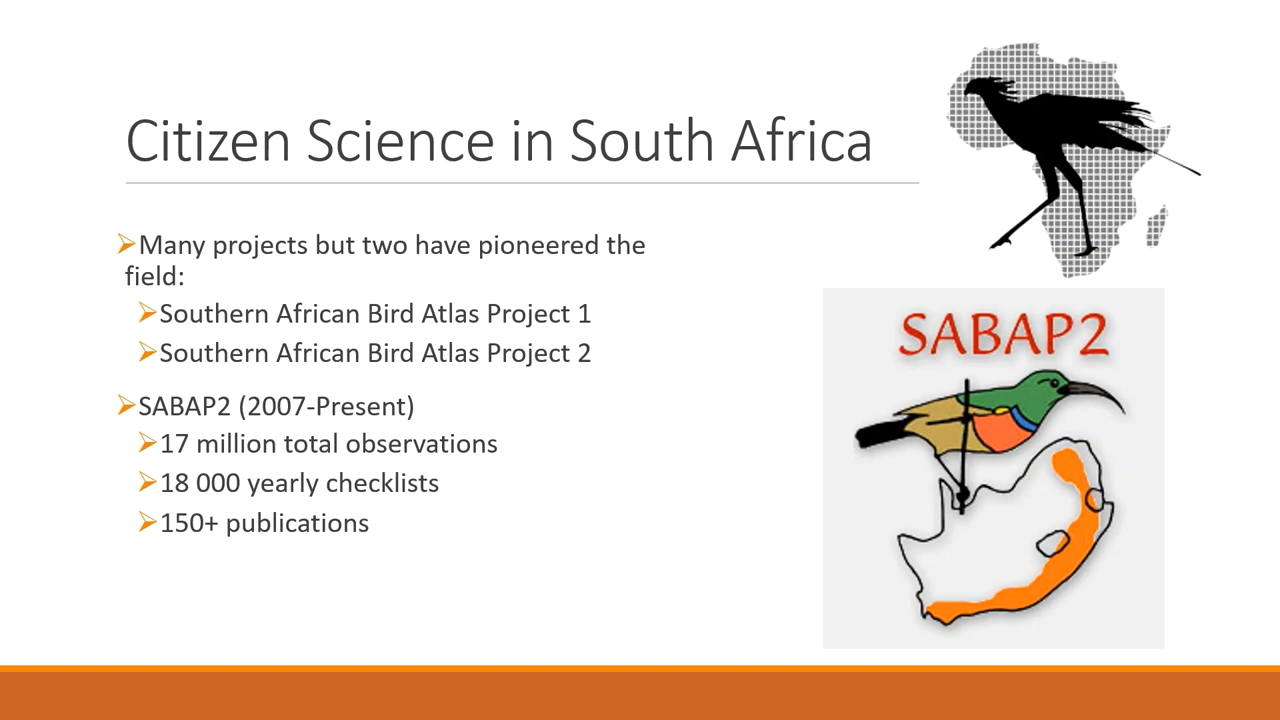 Citizen Science in South Africa
Many projects but two have pioneered the
field:
Southern African Bird Atlas Project 1
Southern African Bird Atlas Project 2
SABAP2 (2007-Present)
17 million total observations
18 000 yearly checklists
150+ publications
SABAP2